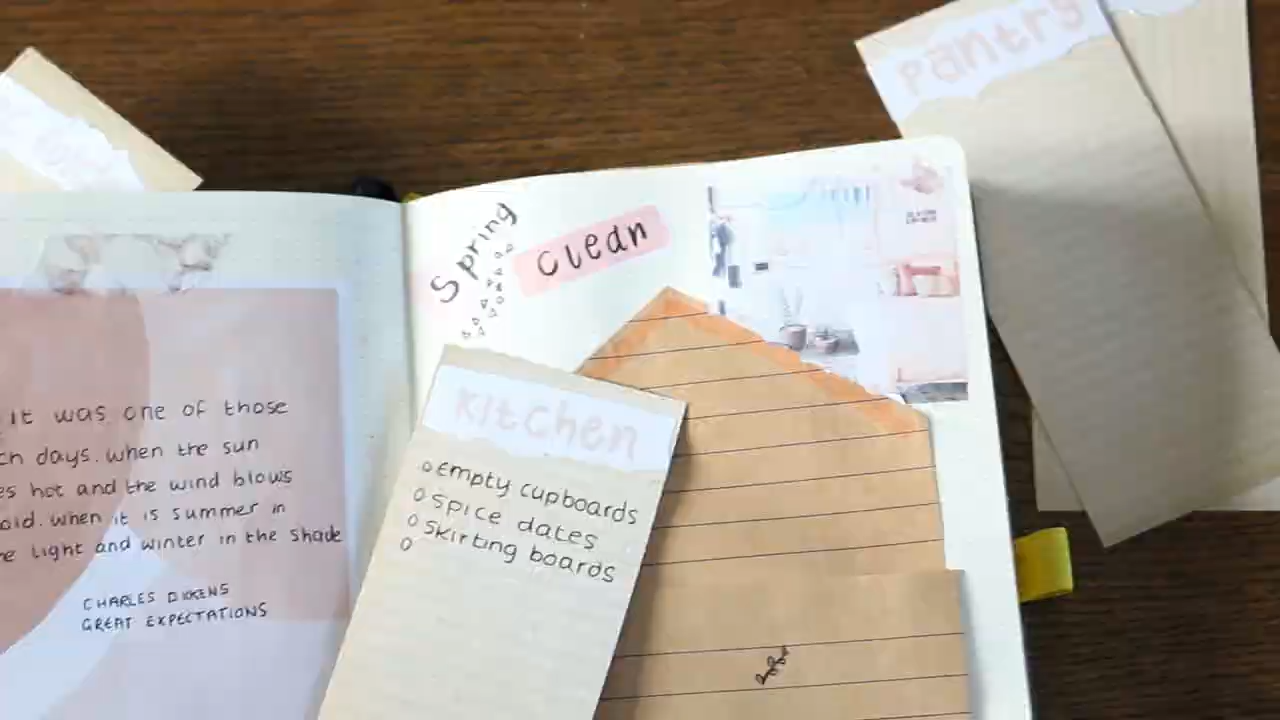 it was one of those
days. when the sun
hot and the wind blows
when it is summer in
light and winter in the shade
CHARLES DICKENS
GREAT EXPECTATIONS
Spring
clean
kitchen
empty cupboards
spice dates
skirting boards
Pantry